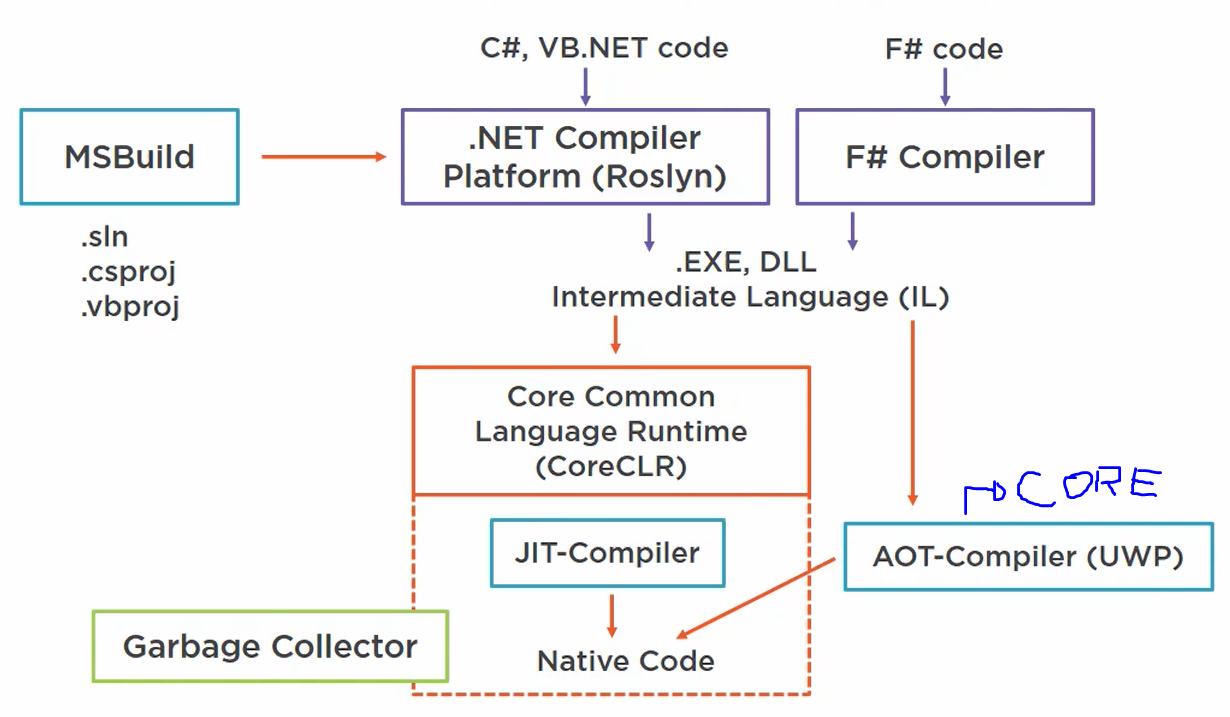 C#, VB.NET code
F# code
MSBuild
.NET Compiler
Platform (Roslyn)
F# Compiler
.sln
.csproj
.vbproj
.EXE, DLL
Intermediate Language (IL)
Core Common
Language Runtime
(CoreCLR)
CORE
JIT-Compiler
AOT-Compiler (UWP)
Garbage Collector
Native Code